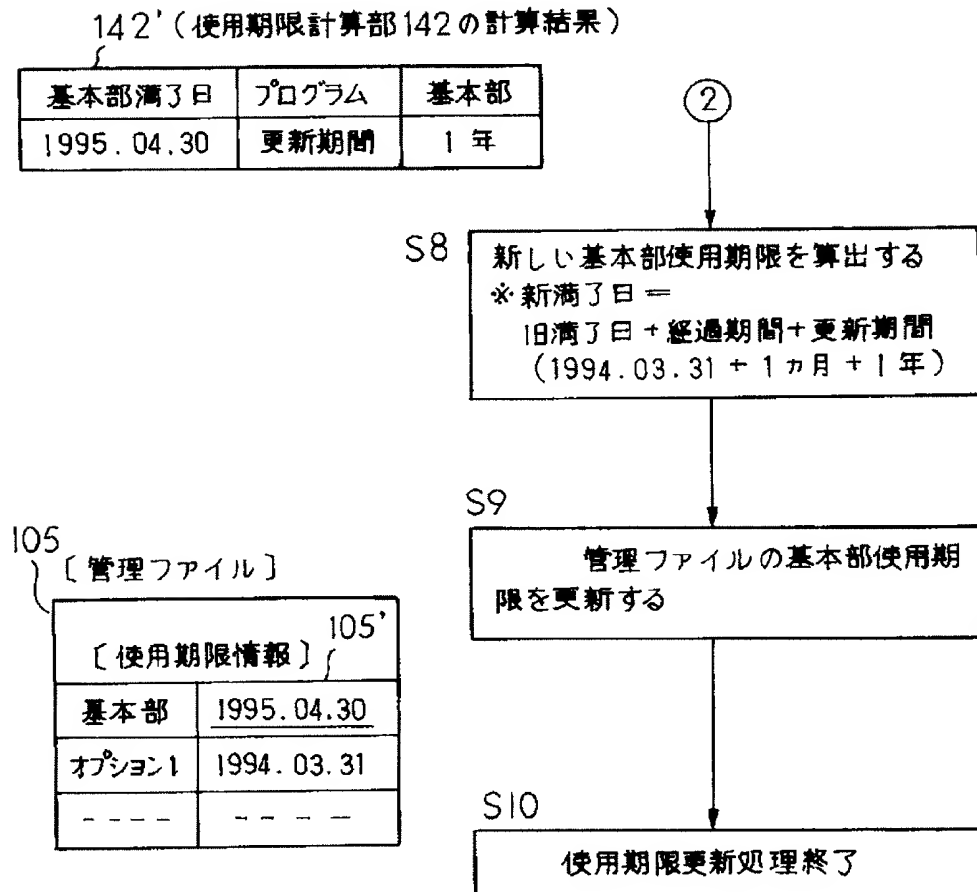 142'(使用期限計算部142の計算結果)
基本部満了日 プログラム 基本部
1995.04.30 更新期間 1年
②
S8
新しい基本部使用期限を算出する
※新満了日=
旧満了日+経過期間+更新期間
(1994.03.31+1ヵ月+1年)
S9
管理ファイルの基本部使用期
限を更新する
105
〔管理ファイル〕
105'
〔使用期限情報〕
基本部 1995.04.30
オプション1 1994.03.31
---- ----
S10
使用期限更新処理終了